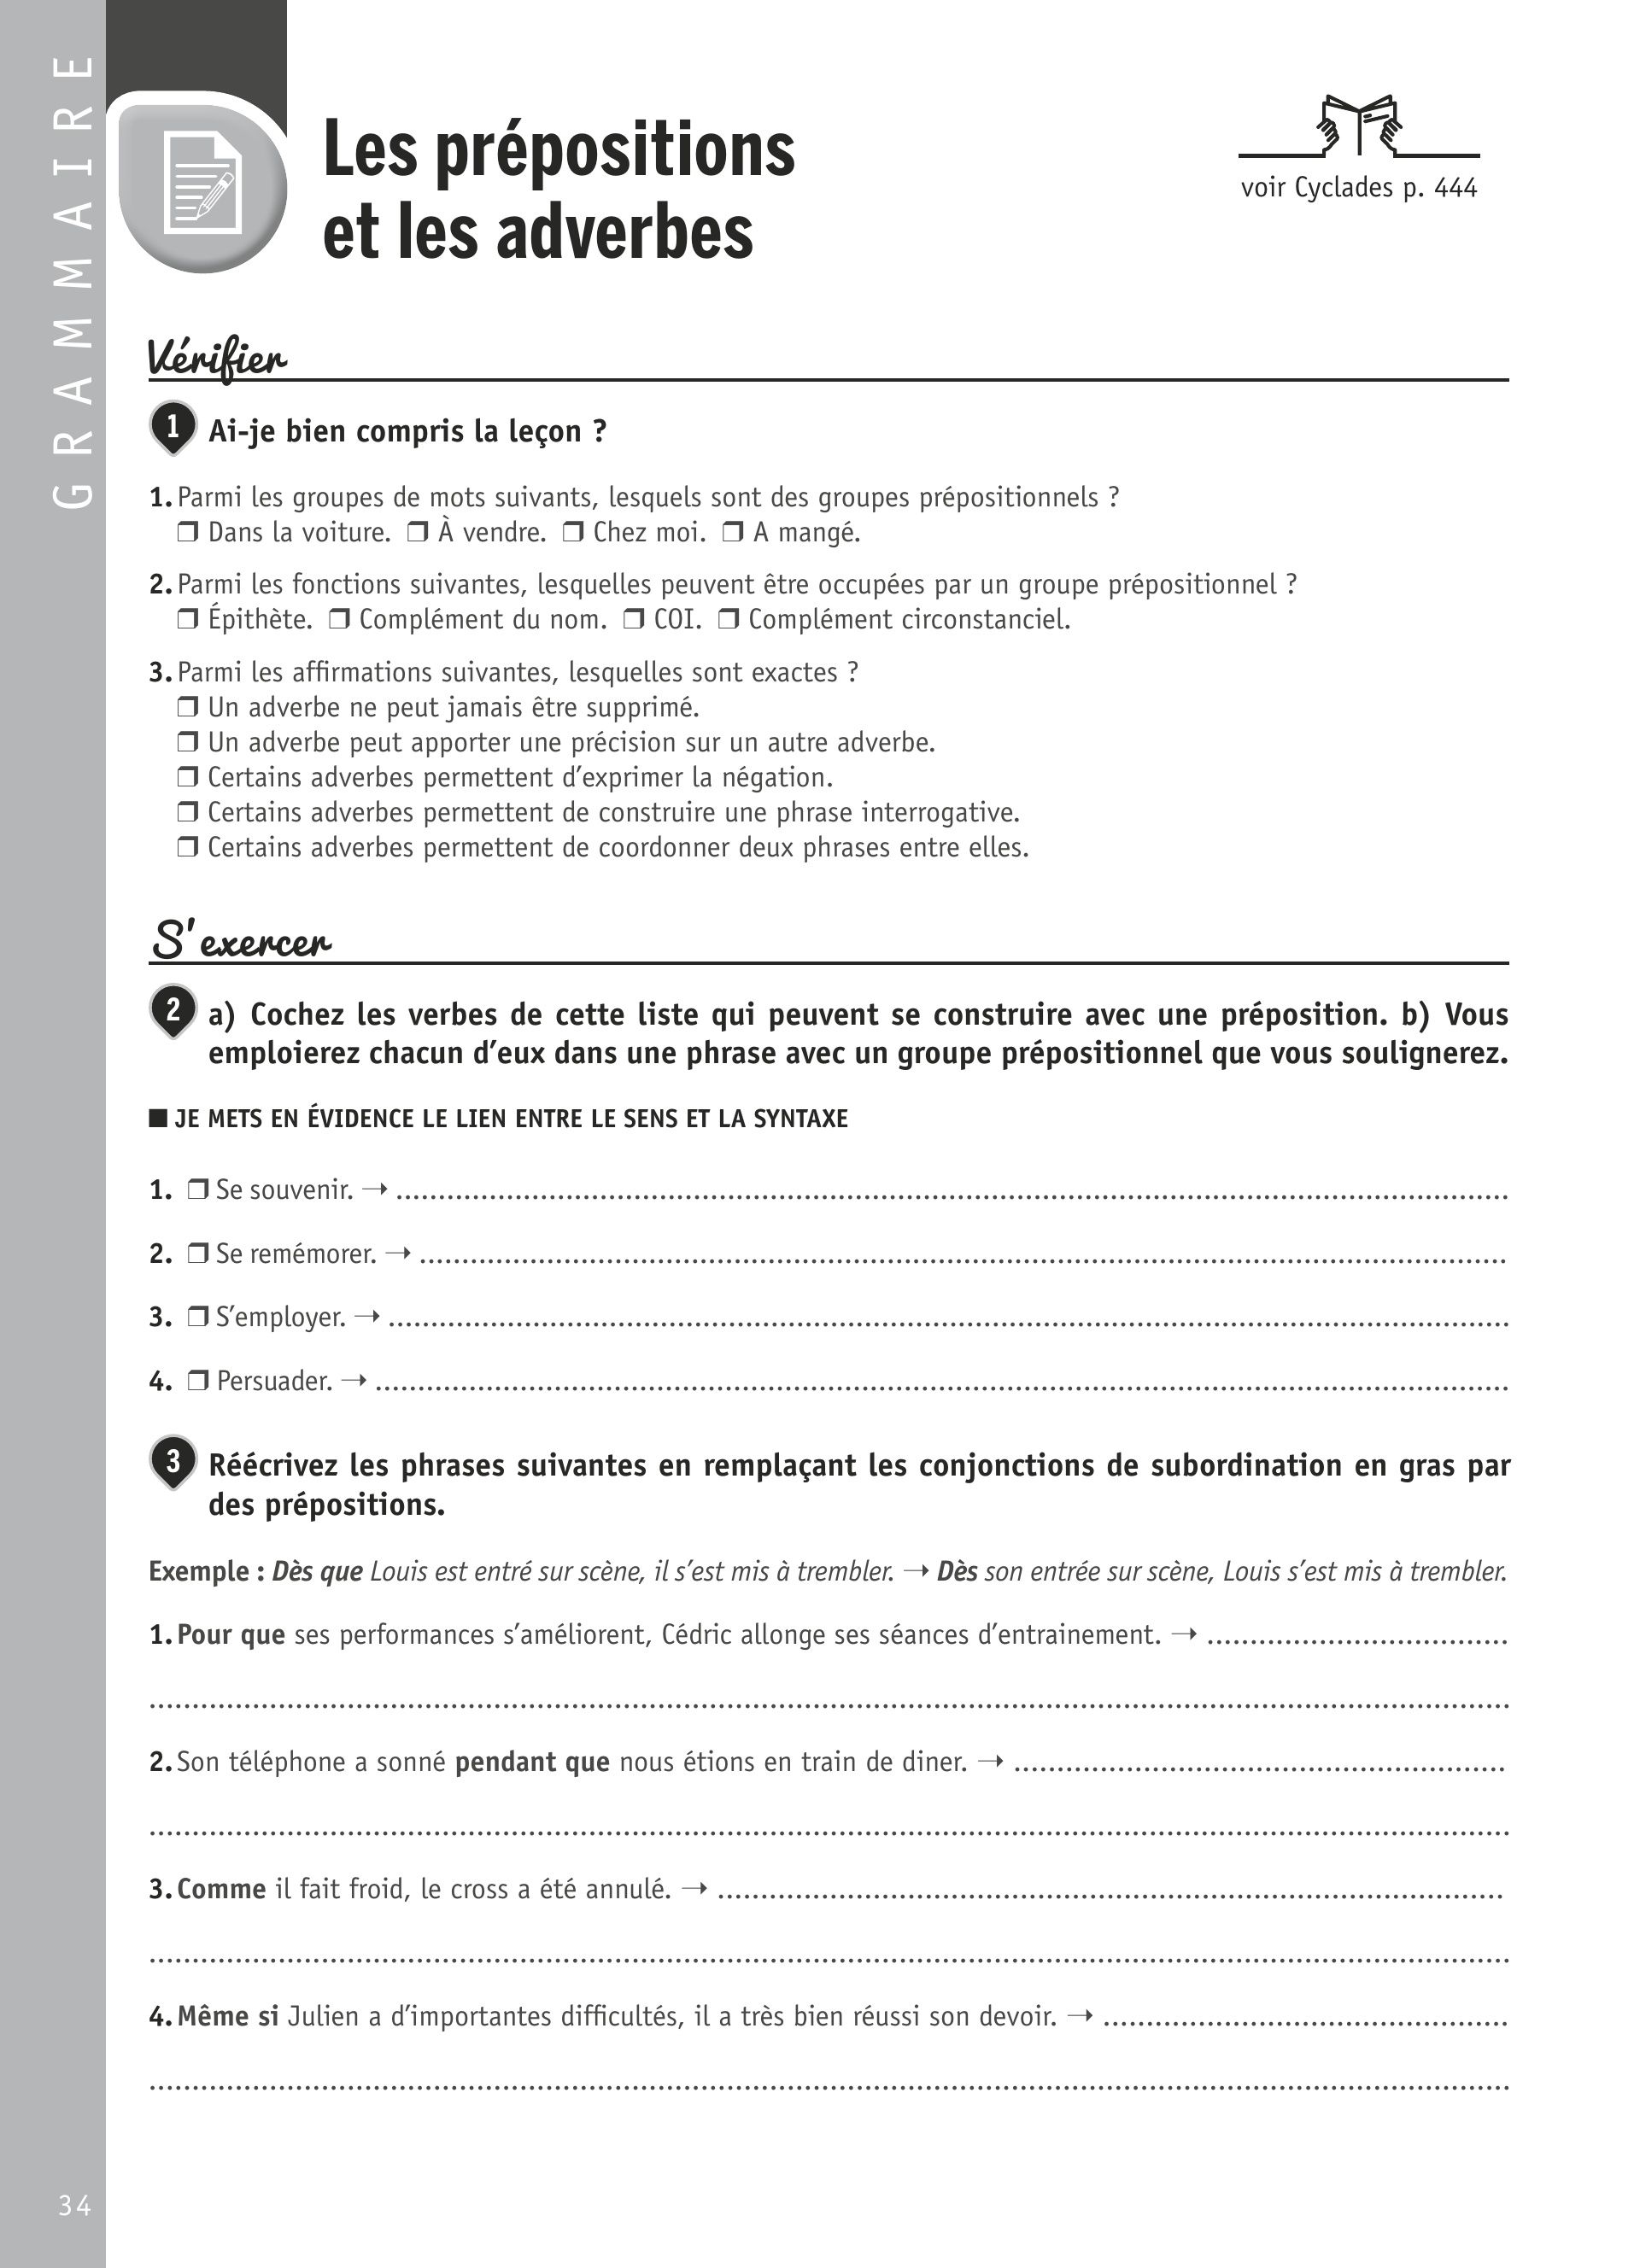 GRAMMAIRE
Les prépositions
et les adverbes
voir Cyclades p. 444
Vérifier
1 Ai-je bien compris la leçon ?
1. Parmi les groupes de mots suivants, lesquels sont des groupes prépositionnels ?
❒ Dans la voiture. ❒ À vendre. ❒ Chez moi. ❒ A mangé.
2. Parmi les fonctions suivantes, lesquelles peuvent être occupées par un groupe prépositionnel ?
❒ Épithète. ❒ Complément du nom. ❒ COI. ❒ Complément circonstanciel.
3. Parmi les affirmations suivantes, lesquelles sont exactes ?
❒ Un adverbe ne peut jamais être supprimé.
❒ Un adverbe peut apporter une précision sur un autre adverbe.
❒ Certains adverbes permettent d’exprimer la négation.
❒ Certains adverbes permettent de construire une phrase interrogative.
❒ Certains adverbes permettent de coordonner deux phrases entre elles.
S’exercer
2 a) Cochez les verbes de cette liste qui peuvent se construire avec une préposition. b) Vous
emploierez chacun d’eux dans une phrase avec un groupe prépositionnel que vous soulignerez.
■ JE METS EN ÉVIDENCE LE LIEN ENTRE LE SENS ET LA SYNTAXE
1. ❒ Se souvenir. → ..........
2. ❒ Se remémorer. → ..........
3. ❒ S’employer. → ..........
4. ❒ Persuader. → ..........
3 Réécrivez les phrases suivantes en remplaçant les conjonctions de subordination en gras par
des prépositions.
Exemple : Dès que Louis est entré sur scène, il s’est mis à trembler. → Dès son entrée sur scène, Louis s’est mis à trembler.
1. Pour que ses performances s’améliorent, Cédric allonge ses séances d’entrainement. → ..........
..........
2. Son téléphone a sonné pendant que nous étions en train de diner. → ..........
..........
3. Comme il fait froid, le cross a été annulé. → ..........
..........
4. Même si Julien a d’importantes difficultés, il a très bien réussi son devoir. → ..........
..........
34